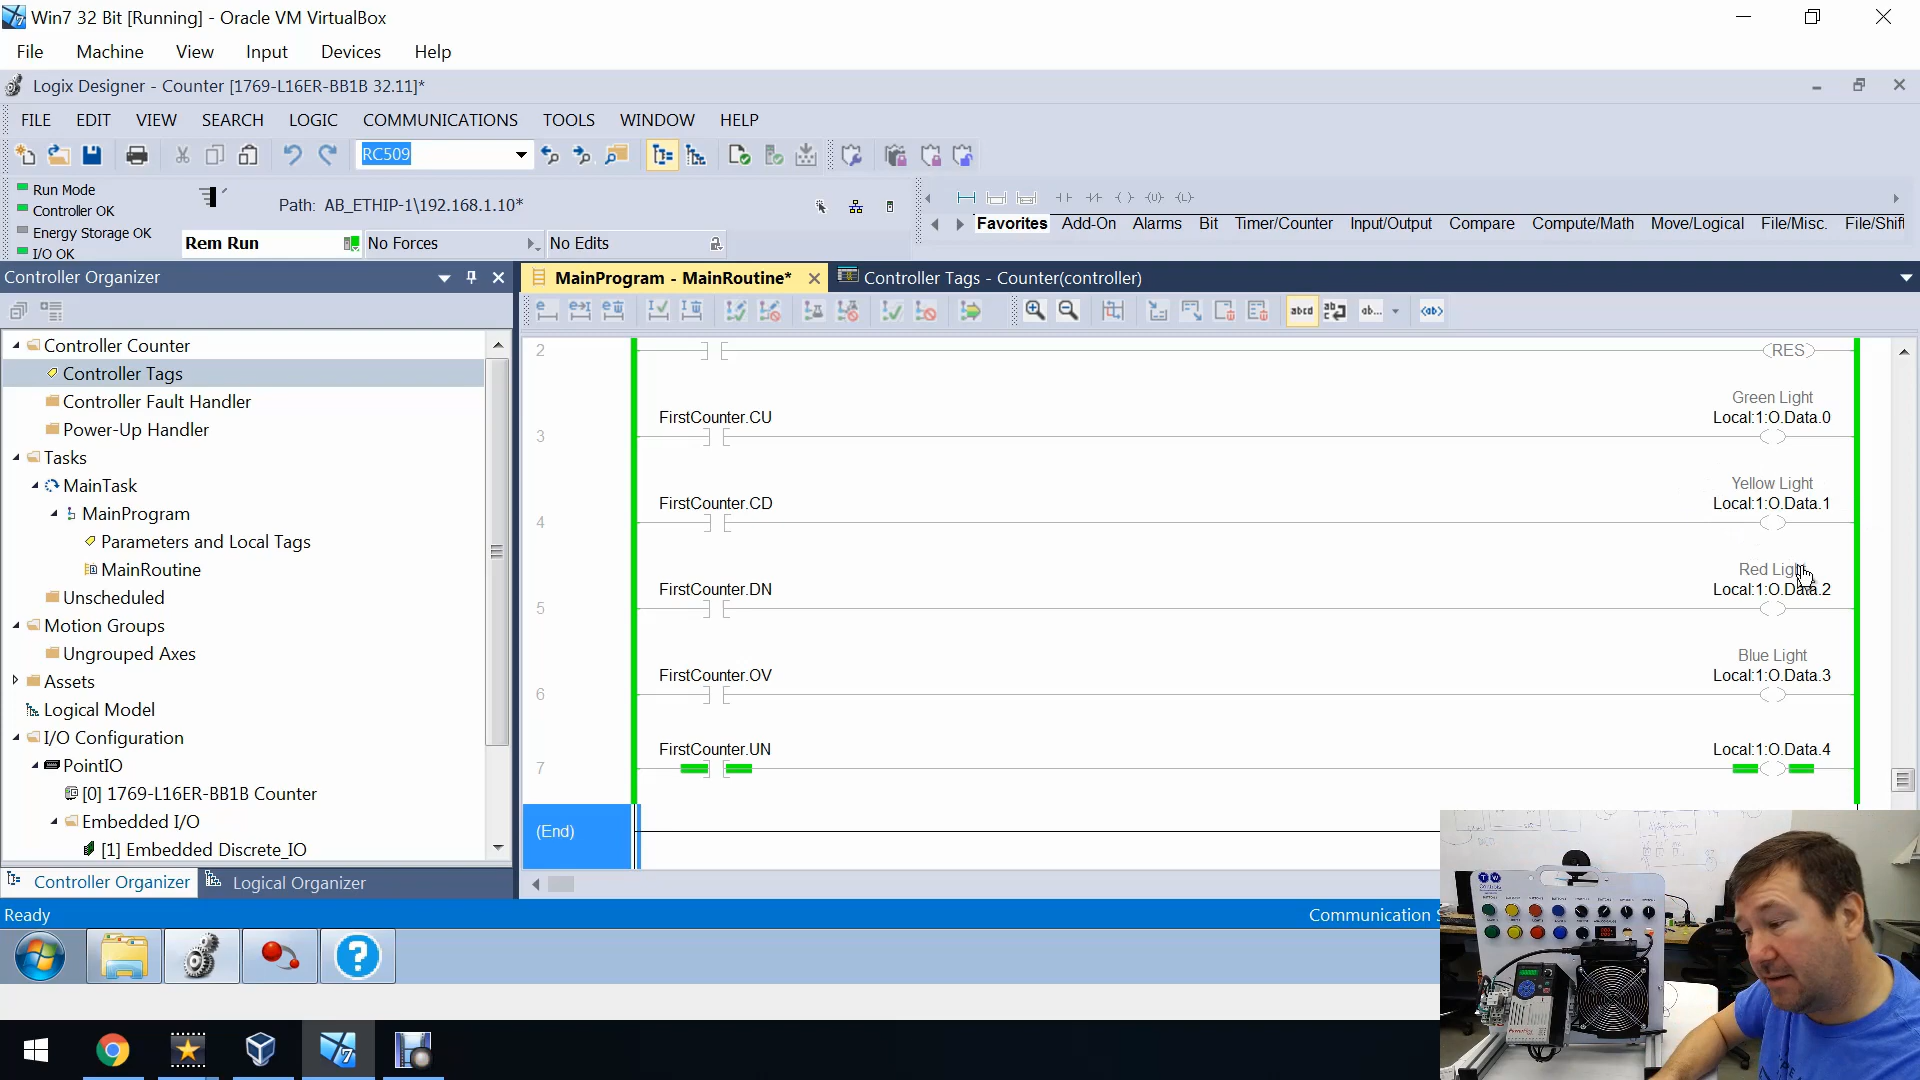 Win7 32 Bit [Running] - Oracle VM VirtualBox
File Machine View Input Devices Help
Logix Designer - Counter [1769-L16ER-BB1B 32.11]*
FILE EDIT VIEW SEARCH LOGIC COMMUNICATIONS TOOLS WINDOW HELP
RC509
Run Mode
Controller OK
Energy Storage OK
I/O OK
Path: AB_ETHIP-1\192.168.1.10*
Rem Run No Forces No Edits
Favorites Add-On Alarms Bit Timer/Counter Input/Output Compare Compute/Math Move/Logical File/Misc. File/Shift
Controller Organizer
MainProgram - MainRoutine*
Controller Tags - Counter(controller)
Controller Counter
Controller Tags
Controller Fault Handler
Power-Up Handler
Tasks
MainTask
MainProgram
Parameters and Local Tags
MainRoutine
Unscheduled
Motion Groups
Ungrouped Axes
Assets
Logical Model
I/O Configuration
PointIO
[0] 1769-L16ER-BB1B Counter
Embedded I/O
[1] Embedded Discrete_IO
Controller Organizer Logical Organizer
2 RES
Green Light
FirstCounter.CU Local:1:O.Data.0
3
Yellow Light
FirstCounter.CD Local:1:O.Data.1
4
Red Light
FirstCounter.DN Local:1:O.Data.2
5
Blue Light
FirstCounter.OV Local:1:O.Data.3
6
FirstCounter.UN Local:1:O.Data.4
7
(End)
Ready
Communication